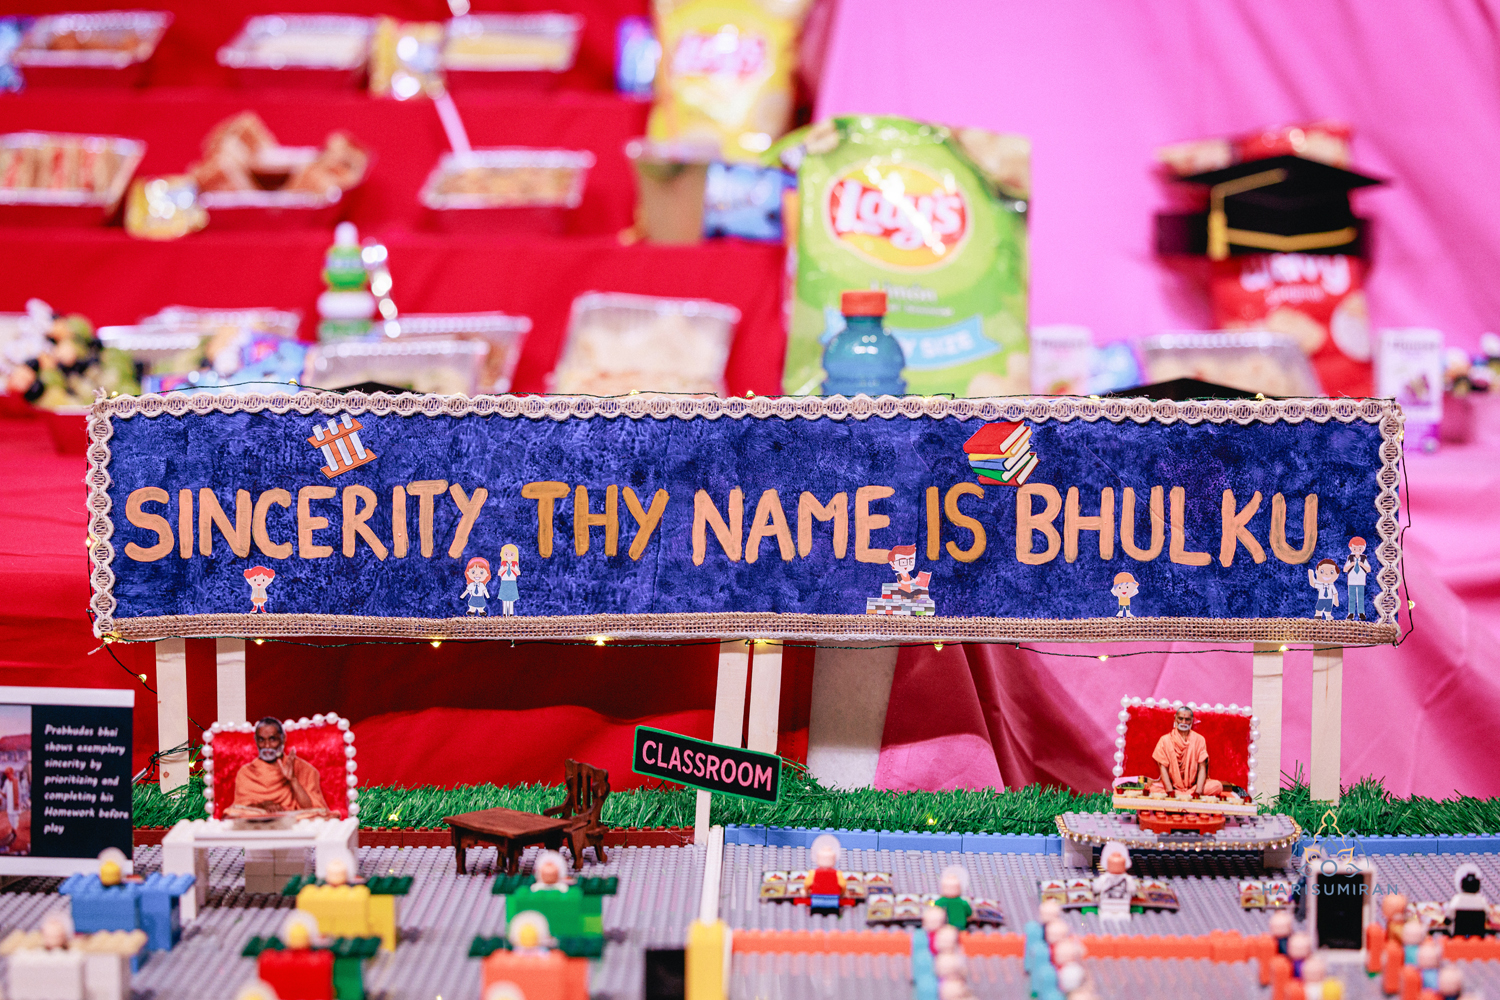 Lay's
Limón
SINCERITY THY NAME IS BHULKU
CLASSROOM
Prabhudas bhai
shows exemplary
sincerity by
prioritizing and
completing his
Homework before
play
HARISUMIRAN